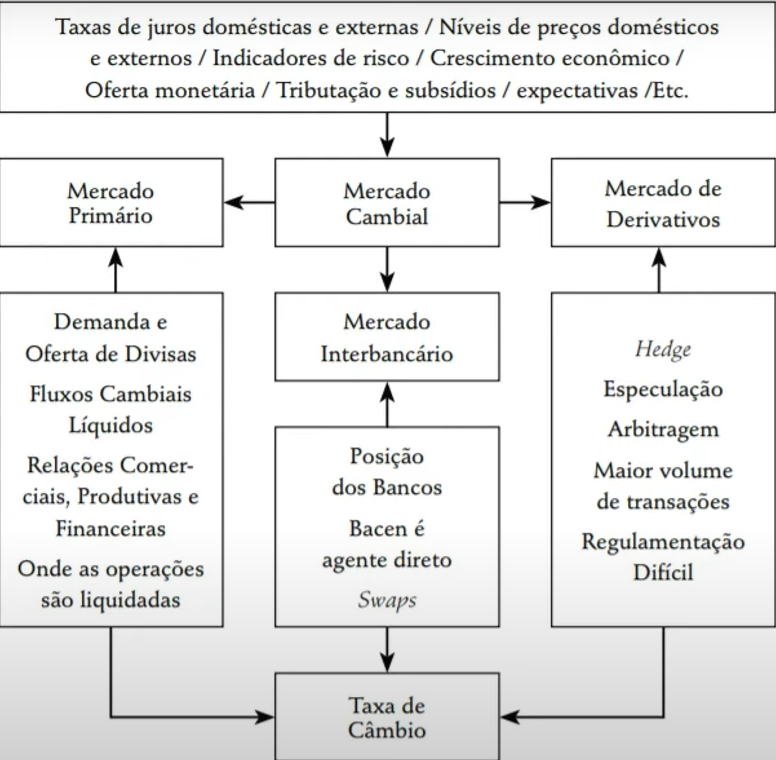 Taxas de juros domésticas e externas / Níveis de preços domésticos
e externos / Indicadores de risco / Crescimento econômico /
Oferta monetária / Tributação e subsídios / expectativas /Etc.
Mercado
Primário
Mercado
Cambial
Mercado de
Derivativos
Demanda e
Oferta de Divisas
Fluxos Cambiais
Líquidos
Relações Comer-
ciais, Produtivas e
Financeiras
Onde as operações
são liquidadas
Mercado
Interbancário
Posição
dos Bancos
Bacen é
agente direto
Swaps
Hedge
Especulação
Arbitragem
Maior volume
de transações
Regulamentação
Difícil
Taxa de
Câmbio